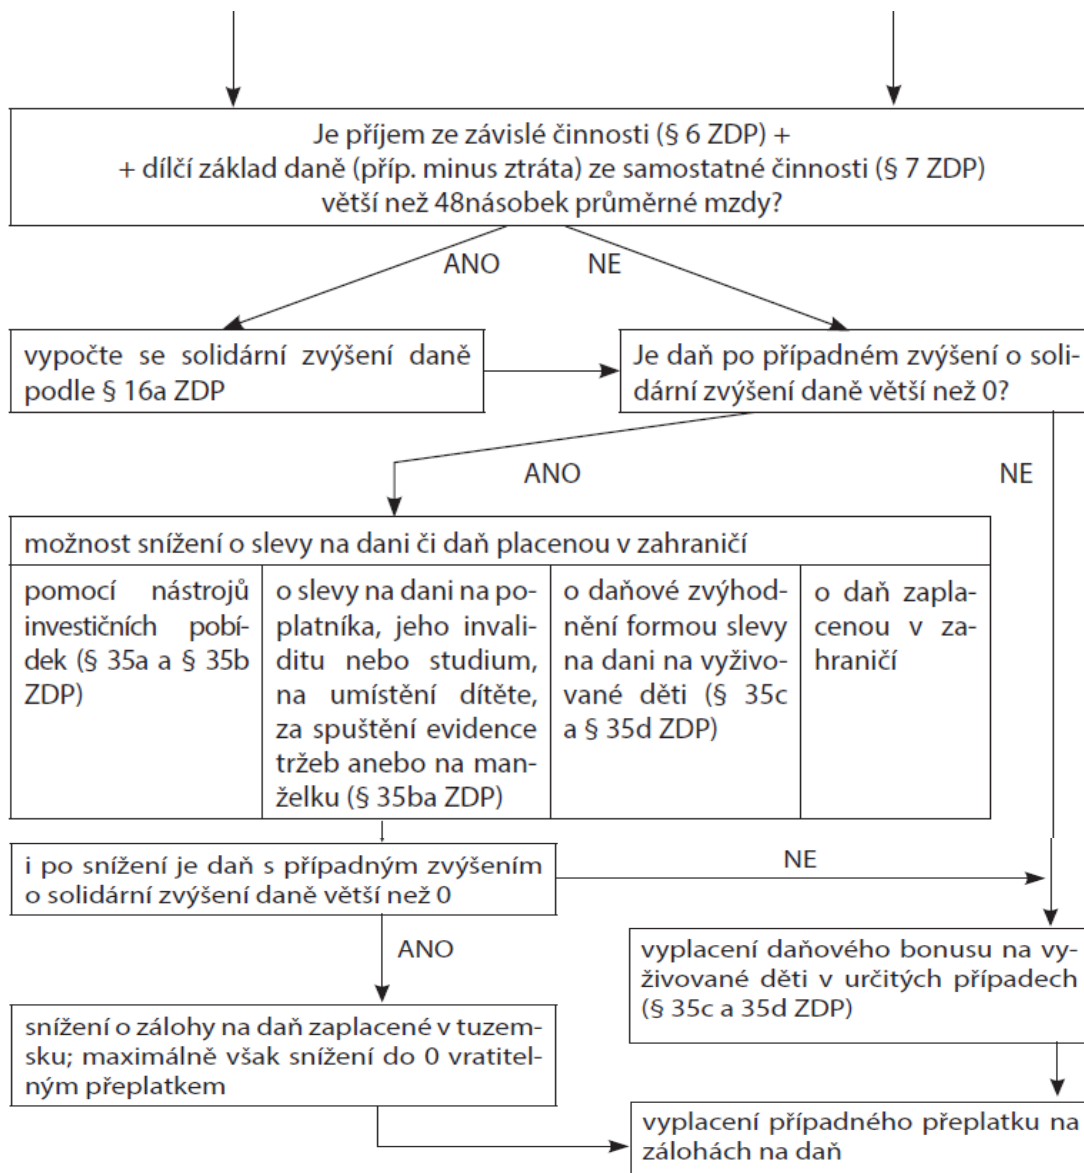 Je příjem ze závislé činnosti (§ 6 ZDP) +
+ dílčí základ daně (příp. minus ztráta) ze samostatné činnosti (§ 7 ZDP)
větší než 48násobek průměrné mzdy?
ANO
NE
vypočte se solidární zvýšení daně
podle § 16a ZDP
Je daň po případném zvýšení o soli-
dární zvýšení daně větší než 0?
ANO
NE
možnost snížení o slevy na dani či daň placenou v zahraničí
pomocí nástrojů
investičních pobí-
dek (§ 35a a § 35b
ZDP)
o slevy na dani na po-
platníka, jeho invali-
ditu nebo studium,
na umístění dítěte,
za spuštění evidence
tržeb anebo na man-
želku (§ 35ba ZDP)
o daňové zvýhod-
nění formou slevy
na dani na vyživo-
vané děti (§ 35c
a § 35d ZDP)
o daň zapla-
cenou v za-
hraničí
i po snížení je daň s případným zvýšením
o solidární zvýšení daně větší než 0
NE
ANO
vyplacení daňového bonusu na vy-
živované děti v určitých případech
(§ 35c a 35d ZDP)
snížení o zálohy na daň zaplacené v tuzem-
sku; maximálně však snížení do 0 vratitel-
ným přeplatkem
vyplacení případného přeplatku na
zálohách na daň